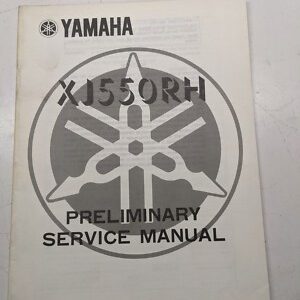 YAMAHA
XJ550RH
PRELIMINARY
SERVICE MANUAL